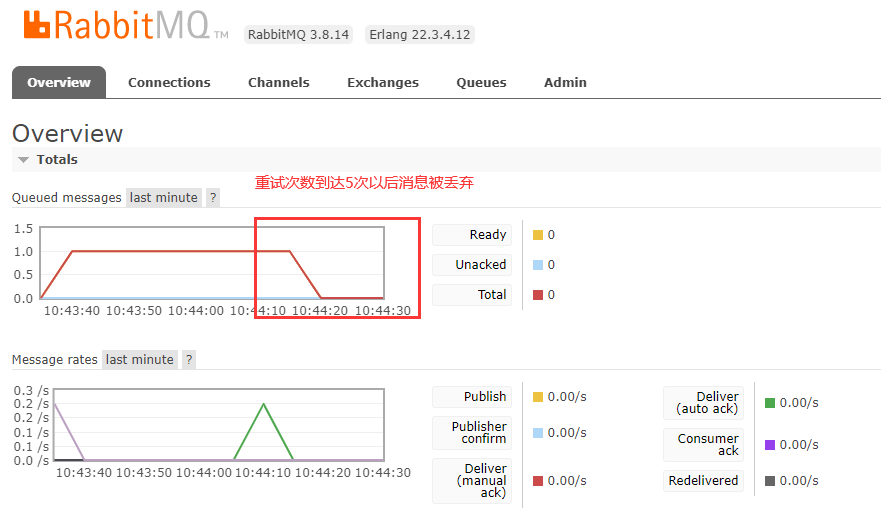 RabbitMQ TM RabbitMQ 3.8.14 Erlang 22.3.4.12
Overview Connections Channels Exchanges Queues Admin
Overview
Totals
重试次数到达5次以后消息被丢弃
Queued messages last minute ?
1.5
1.0
0.5
0.0
10:43:40 10:43:50 10:44:00 10:44:10 10:44:20 10:44:30
Ready 0
Unacked 0
Total 0
Message rates last minute ?
0.3 /s
0.2 /s
0.2 /s
0.1 /s
0.1 /s
0.0 /s
10:43:40 10:43:50 10:44:00 10:44:10 10:44:20 10:44:30
Publish 0.00/s
Publisher
confirm 0.00/s
Deliver
(manual
ack) 0.00/s
Deliver
(auto ack) 0.00/s
Consumer
ack 0.00/s
Redelivered 0.00/s